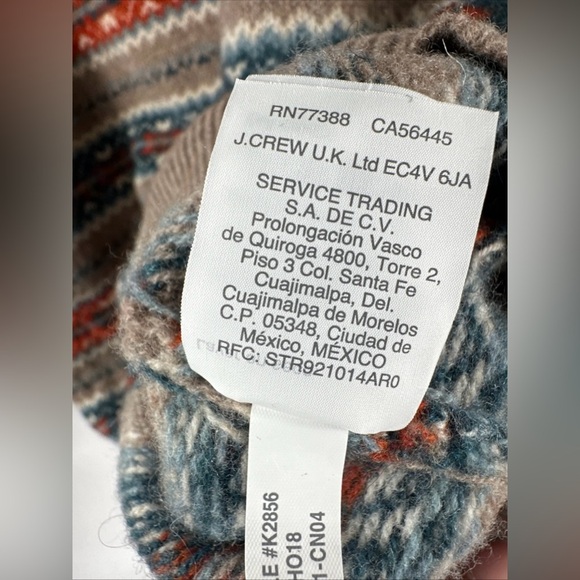 RN77388 CA56445
J.CREW U.K. Ltd EC4V 6JA
SERVICE TRADING
S.A. DE C.V.
Prolongación Vasco
de Quiroga 4800, Torre 2,
Piso 3 Col. Santa Fe
Cuajimalpa, Del.
Cuajimalpa de Morelos
C.P. 05348, Ciudad de
México, MÉXICO
RFC: STR921014AR0
E #K2856
HO18
1-CN04